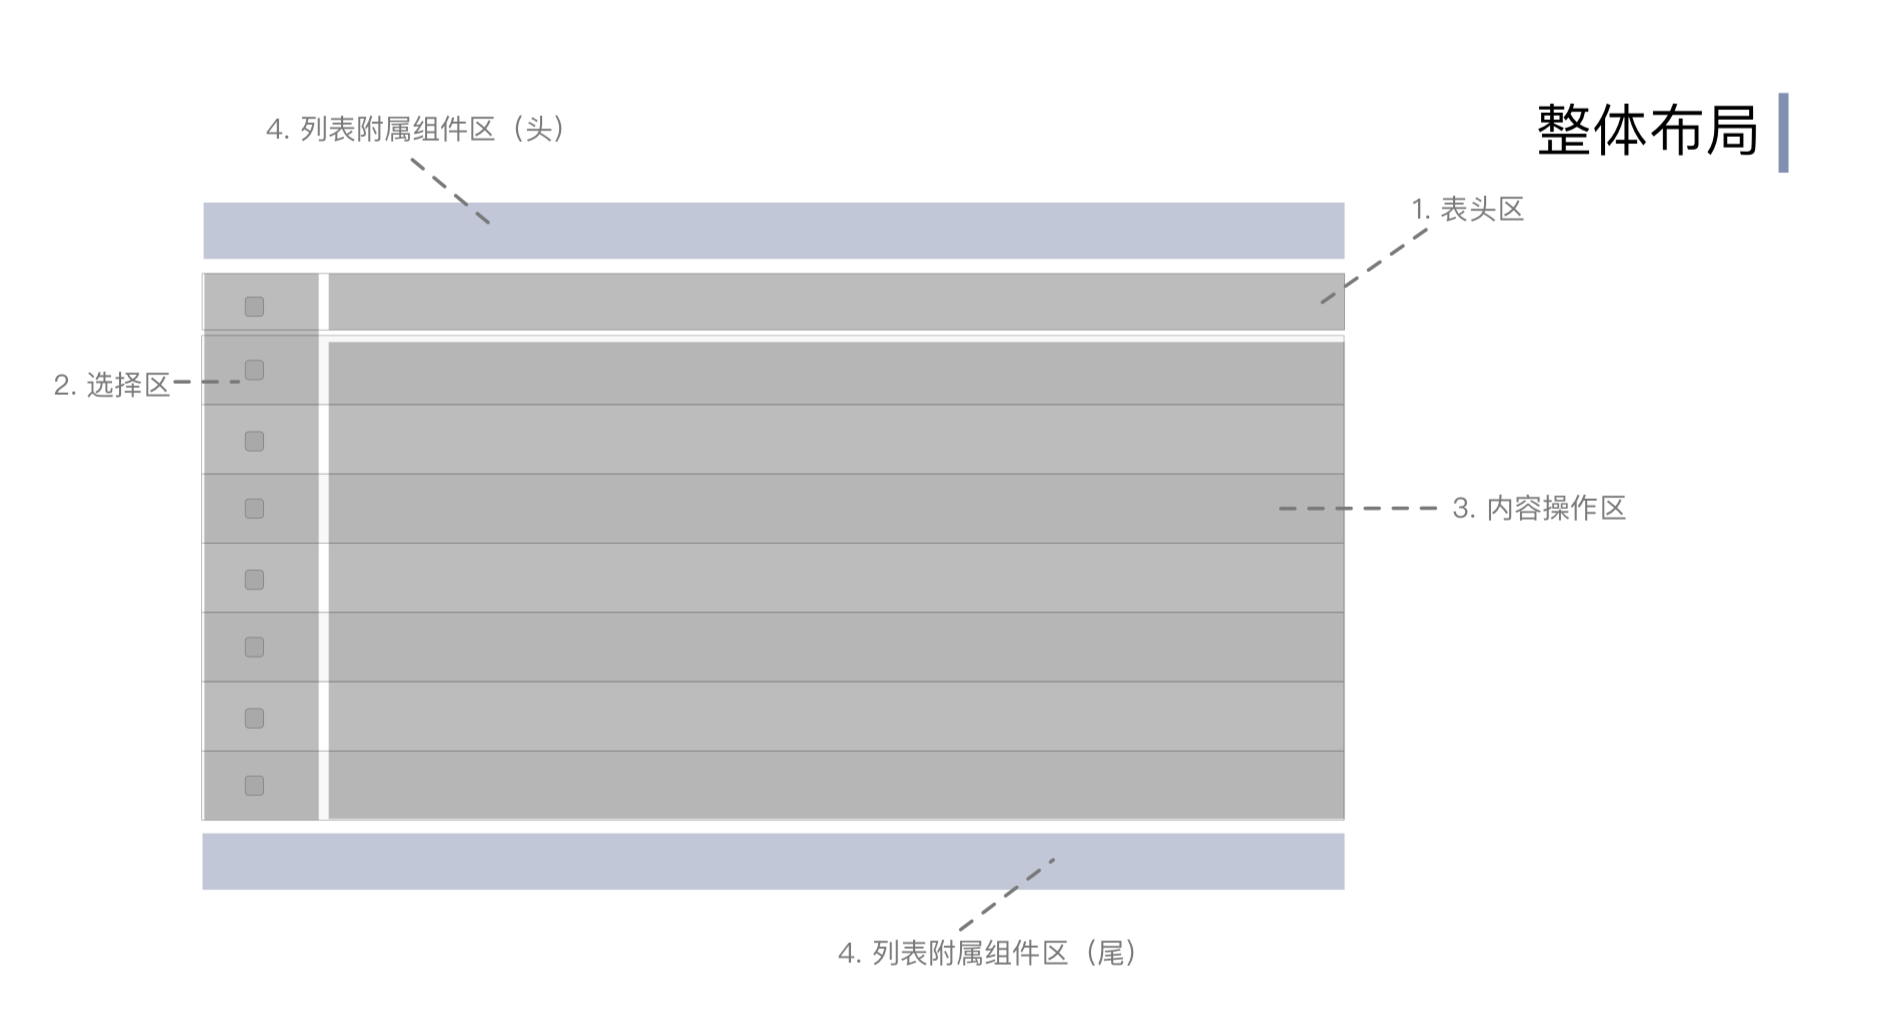 整体布局
4. 列表附属组件区（头）
1. 表头区
2. 选择区
3. 内容操作区
4. 列表附属组件区（尾）